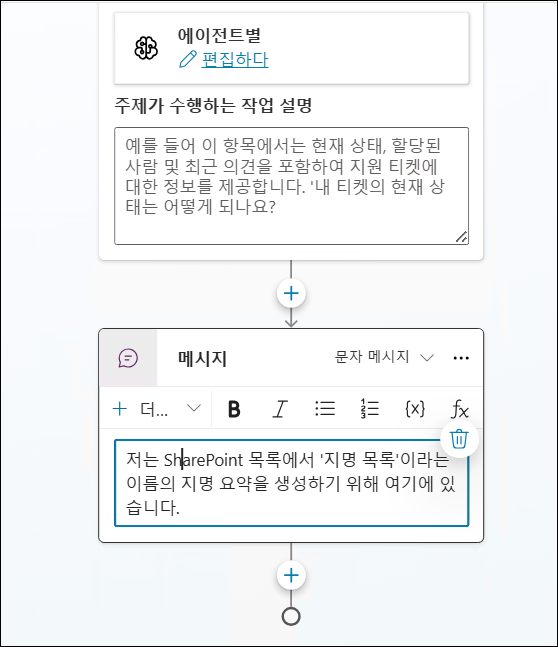 에이전트별
편집하다
주제가 수행하는 작업 설명
예를 들어 이 항목에서는 현재 상태, 할당된
사람 및 최근 의견을 포함하여 지원 티켓에
대한 정보를 제공합니다. '내 티켓의 현재 상
태는 어떻게 되나요?
메시지
문자 메시지
더...
B
I
{x}
fx
저는 SharePoint 목록에서 '지명 목록'이라는
이름의 지명 요약을 생성하기 위해 여기에 있
습니다.